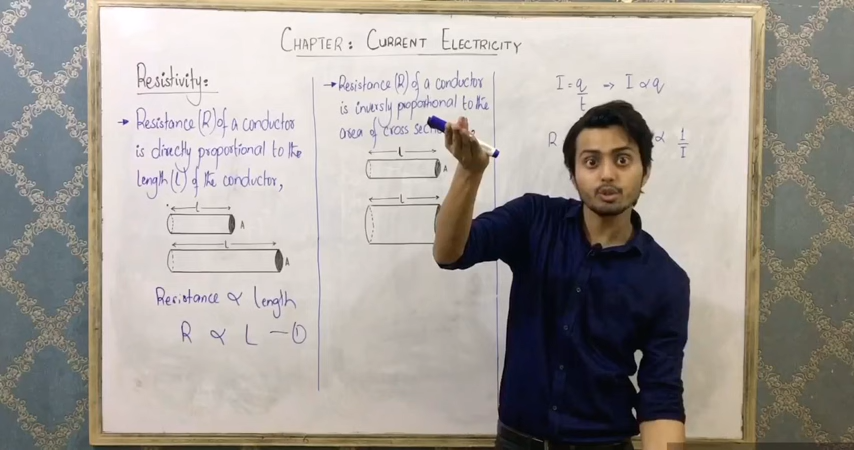 CHAPTER: CURRENT ELECTRICITY
Resistivity:
→ Resistance (R) of a conductor
is directly proportional to the
length (L) of the conductor,
L
A
L
A
Resistance ∝ length
R ∝ L — ①
→ Resistance (R) of a conductor
is inversly proportional to the
area of cross
L
A
L
I = q/t ⇒ I ∝ q
R ∝ 1/I